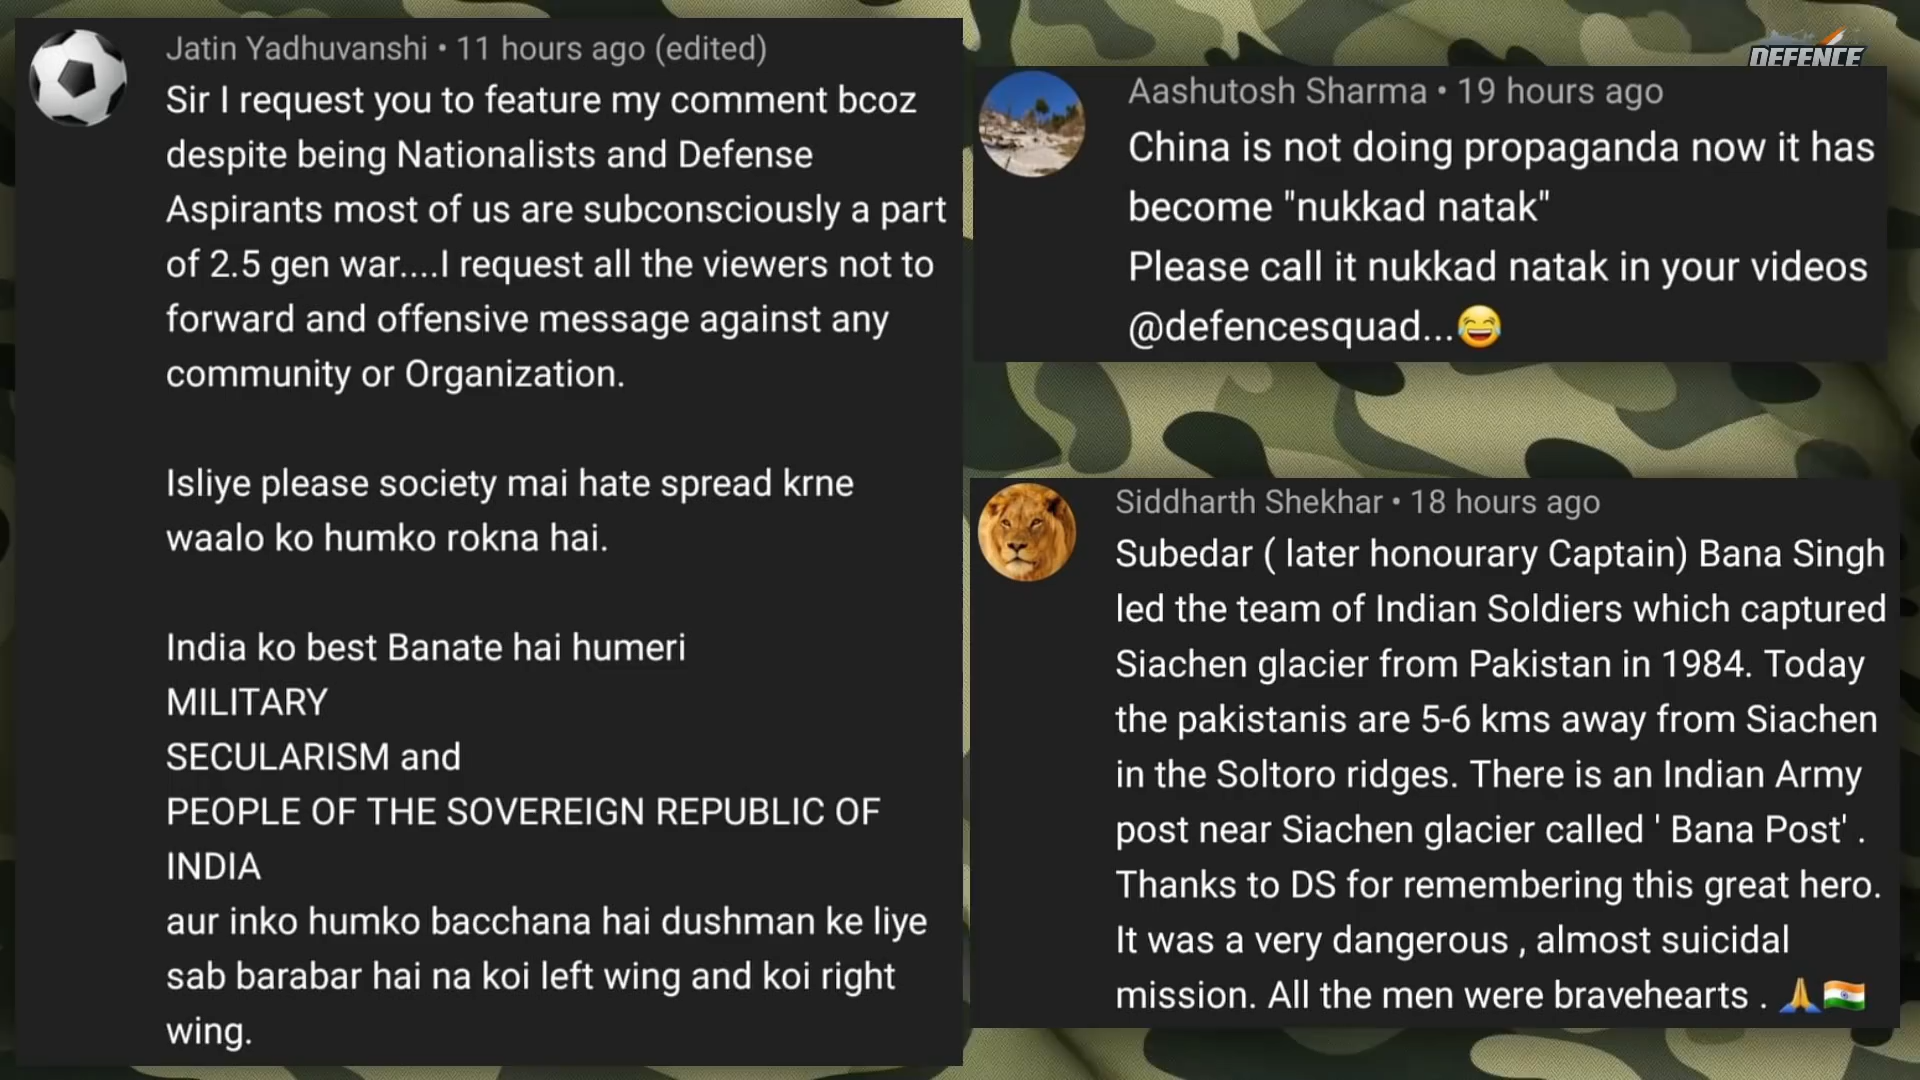 Jatin Yadhuvanshi • 11 hours ago (edited)
Sir I request you to feature my comment bcoz
despite being Nationalists and Defense
Aspirants most of us are subconsciously a part
of 2.5 gen war....I request all the viewers not to
forward and offensive message against any
community or Organization.
Isliye please society mai hate spread krne
waalo ko humko rokna hai.
India ko best Banate hai humeri
MILITARY
SECULARISM and
PEOPLE OF THE SOVEREIGN REPUBLIC OF
INDIA
aur inko humko bacchana hai dushman ke liye
sab barabar hai na koi left wing and koi right
wing.
DEFENCE
Aashutosh Sharma • 19 hours ago
China is not doing propaganda now it has
become "nukkad natak"
Please call it nukkad natak in your videos
@defencesquad...😂
Siddharth Shekhar • 18 hours ago
Subedar ( later honourary Captain) Bana Singh
led the team of Indian Soldiers which captured
Siachen glacier from Pakistan in 1984. Today
the pakistanis are 5-6 kms away from Siachen
in the Soltoro ridges. There is an Indian Army
post near Siachen glacier called ' Bana Post' .
Thanks to DS for remembering this great hero.
It was a very dangerous , almost suicidal
mission. All the men were bravehearts . 🙏🇮🇳